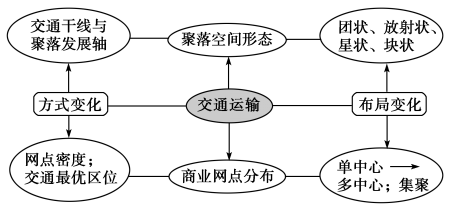 交通干线与
聚落发展轴
聚落空间形态
团状、放射状、
星状、块状
方式变化
交通运输
布局变化
网点密度；
交通最优区位
商业网点分布
单中心
多中心；集聚